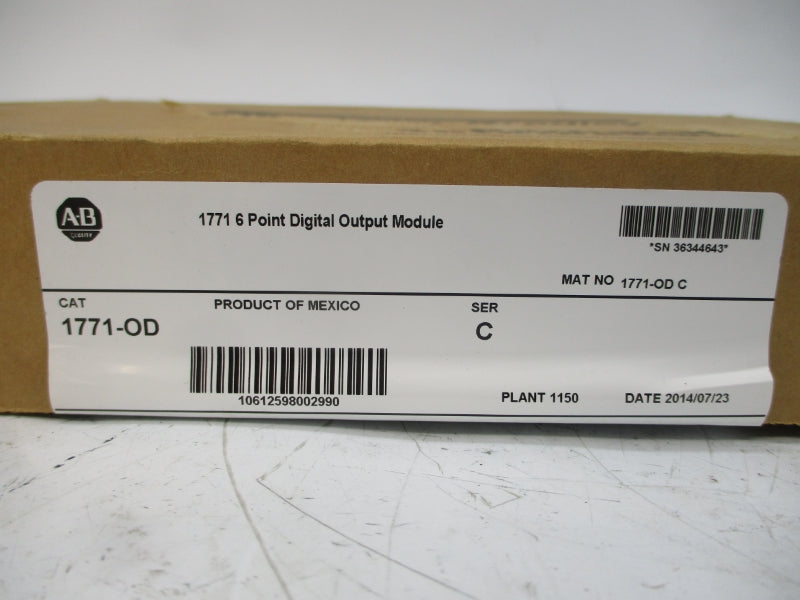 A-B
QUALITY
1771 6 Point Digital Output Module
*SN 36344643*
MAT NO 1771-OD C
CAT
1771-OD
PRODUCT OF MEXICO
SER
C
10612598002990
PLANT 1150
DATE 2014/07/23